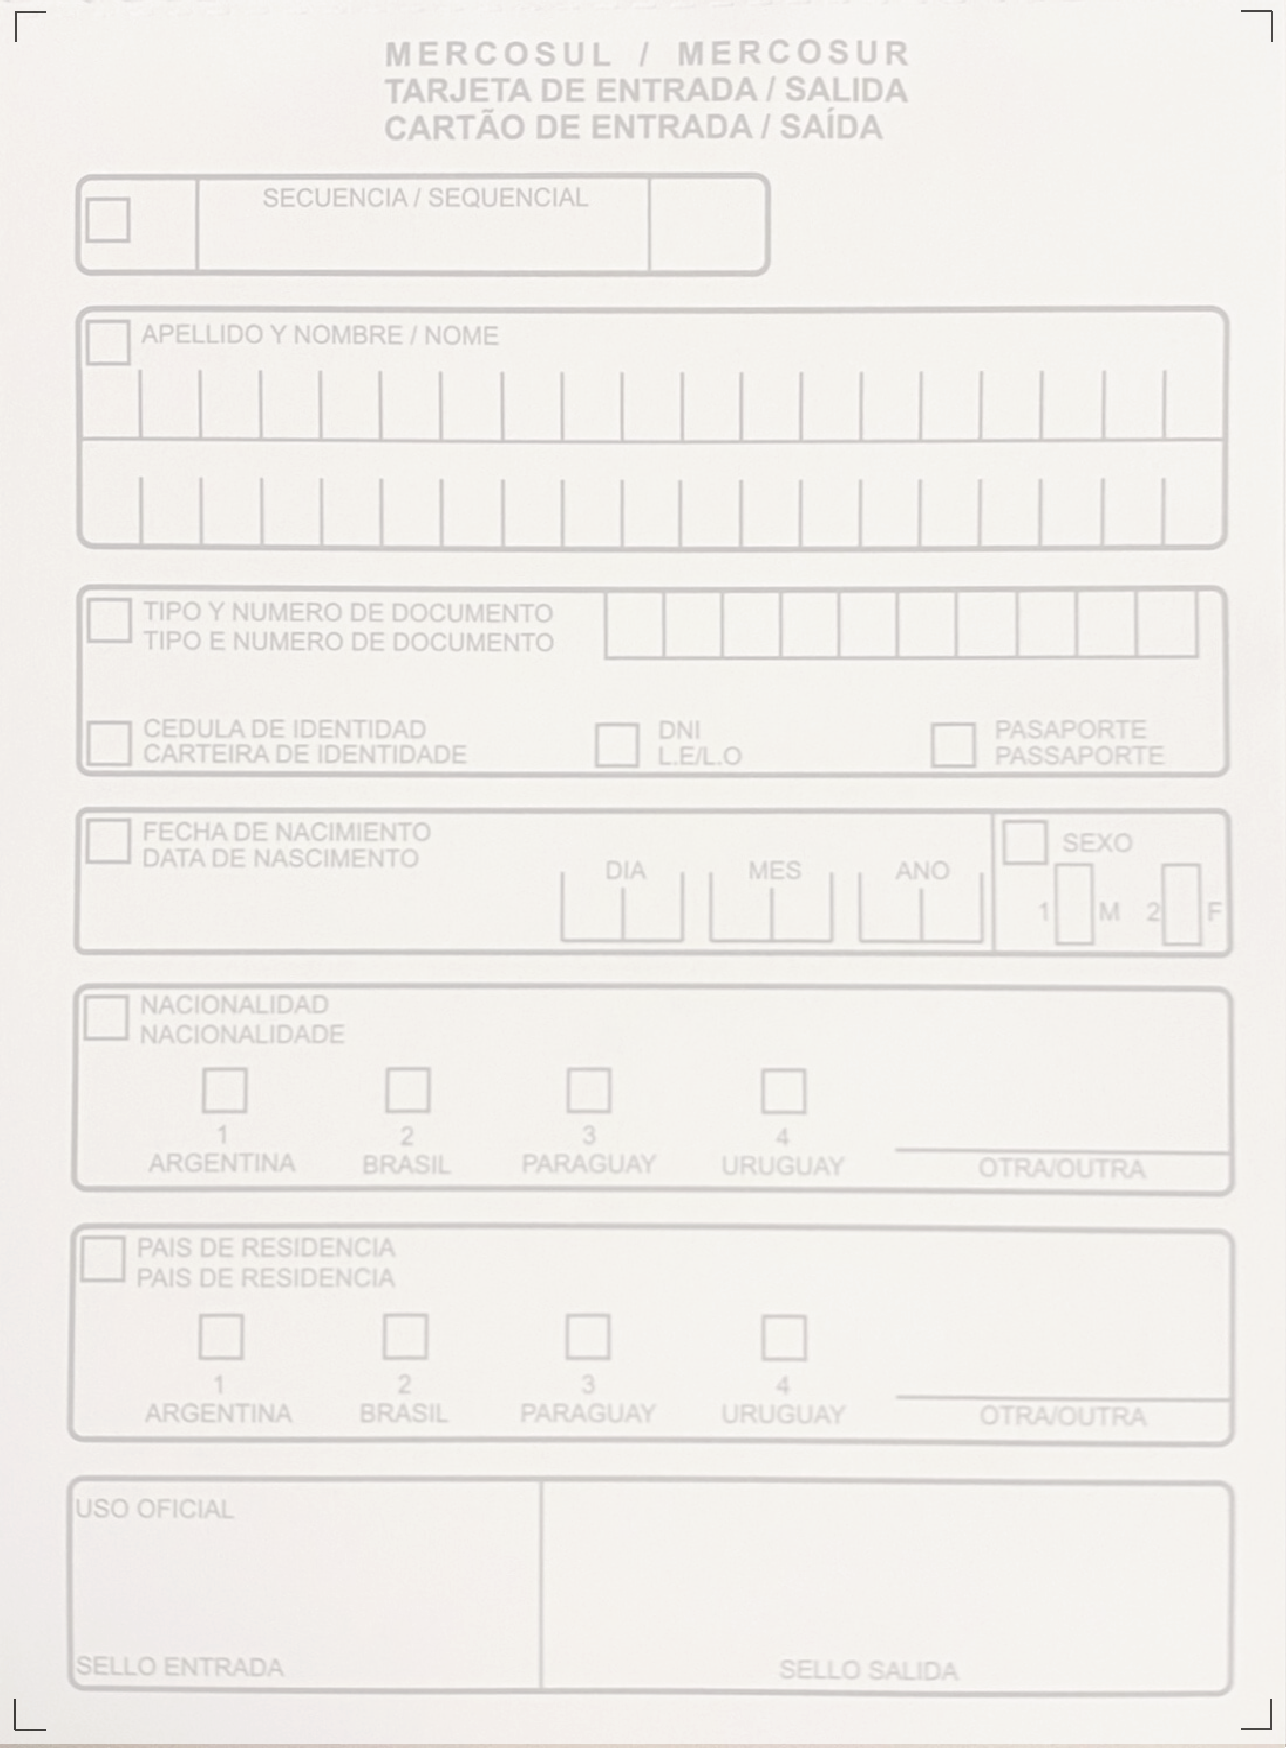 MERCOSUL / MERCOSUR
TARJETA DE ENTRADA / SALIDA
CARTÃO DE ENTRADA / SAÍDA
SECUENCIA / SEQUENCIAL
APELLIDO Y NOMBRE / NOME
TIPO Y NUMERO DE DOCUMENTO
TIPO E NUMERO DE DOCUMENTO
CEDULA DE IDENTIDAD
CARTEIRA DE IDENTIDADE
DNI
L.E/L.O
PASAPORTE
PASSAPORTE
FECHA DE NACIMIENTO
DATA DE NASCIMENTO
DIA MES ANO
SEXO
1 M 2 F
NACIONALIDAD
NACIONALIDADE
1 2 3 4
ARGENTINA BRASIL PARAGUAY URUGUAY OTRA/OUTRA
PAIS DE RESIDENCIA
PAIS DE RESIDENCIA
1 2 3 4
ARGENTINA BRASIL PARAGUAY URUGUAY OTRA/OUTRA
USO OFICIAL
SELLO ENTRADA SELLO SALIDA